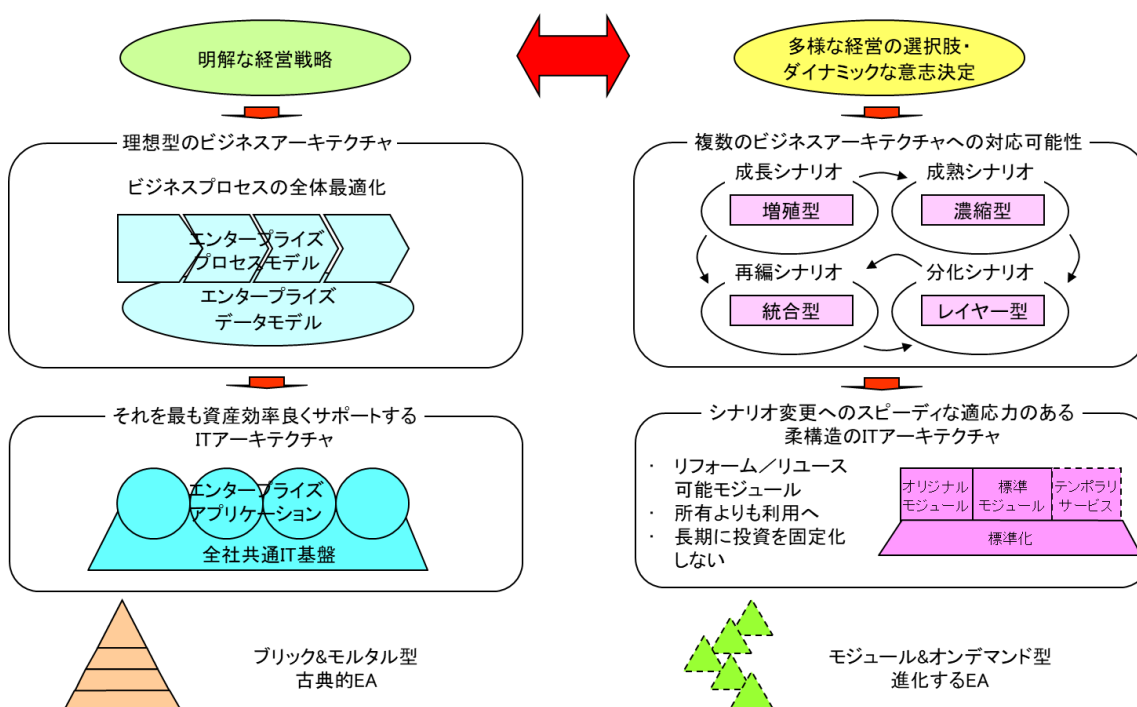 明解な経営戦略
多様な経営の選択肢・
ダイナミックな意志決定
理想型のビジネスアーキテクチャ
ビジネスプロセスの全体最適化
エンタープライズ
プロセスモデル
エンタープライズ
データモデル
それを最も資産効率良くサポートする
ITアーキテクチャ
エンタープライズ
アプリケーション
全社共通IT基盤
ブリック&モルタル型
古典的EA
複数のビジネスアーキテクチャへの対応可能性
成長シナリオ
成熟シナリオ
増殖型
濃縮型
再編シナリオ
分化シナリオ
統合型
レイヤー型
シナリオ変更へのスピーディな適応力のある
柔構造のITアーキテクチャ
・ リフォーム／リユース
可能モジュール
・ 所有よりも利用へ
・ 長期に投資を固定化
しない
オリジナル
モジュール
標準
モジュール
テンポラリ
サービス
標準化
モジュール&オンデマンド型
進化するEA